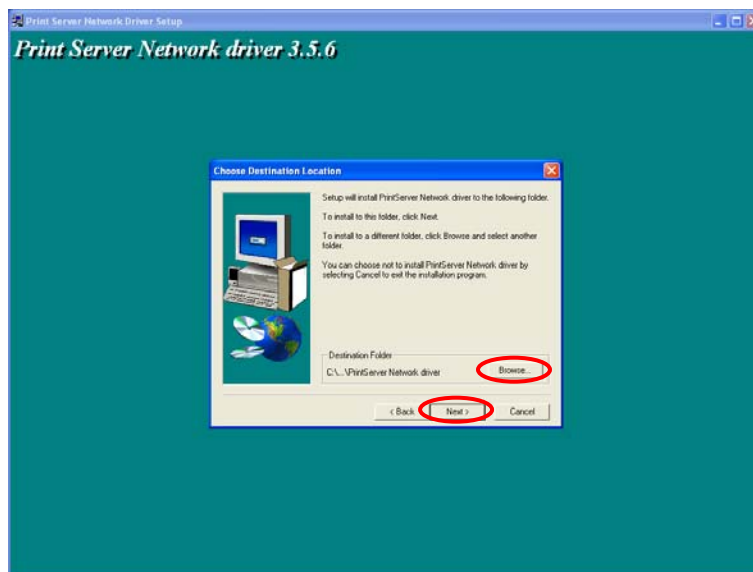 Print Server Network Driver Setup
Print Server Network driver 3.5.6
Choose Destination Location
Setup will install PrintServer Network driver to the following folder.
To install to this folder, click Next.
To install to a different folder, click Browse and select another
folder.
You can choose not to install PrintServer Network driver by
selecting Cancel to exit the installation program.
Destination Folder
C:\...\PrintServer Network driver
Browse...
< Back
Next >
Cancel